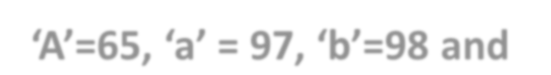 ‘A’=65, ‘a’ = 97, ‘b’=98 and